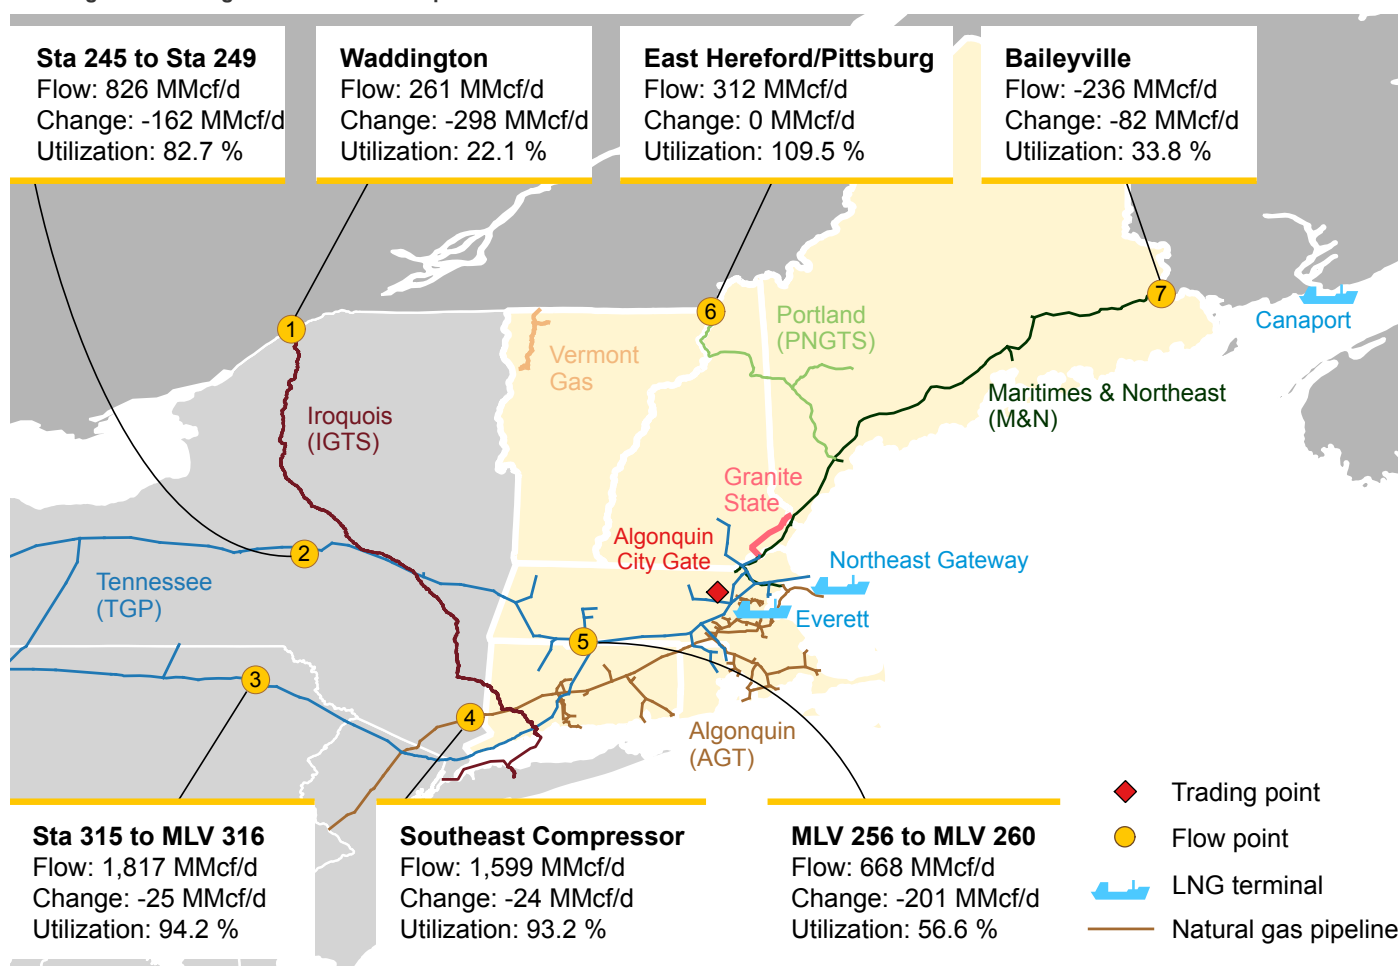 Sta 245 to Sta 249
Flow: 826 MMcf/d
Change: -162 MMcf/d
Utilization: 82.7 %
Waddington
Flow: 261 MMcf/d
Change: -298 MMcf/d
Utilization: 22.1 %
East Hereford/Pittsburg
Flow: 312 MMcf/d
Change: 0 MMcf/d
Utilization: 109.5 %
Baileyville
Flow: -236 MMcf/d
Change: -82 MMcf/d
Utilization: 33.8 %
7
6
1
Canaport
Portland
(PNGTS)
Vermont
Gas
Maritimes & Northeast
(M&N)
Iroquois
(IGTS)
Granite
State
Algonquin
City Gate
2
Northeast Gateway
Tennessee
(TGP)
Everett
5
3
4
Algonquin
(AGT)
Sta 315 to MLV 316
Flow: 1,817 MMcf/d
Change: -25 MMcf/d
Utilization: 94.2 %
Southeast Compressor
Flow: 1,599 MMcf/d
Change: -24 MMcf/d
Utilization: 93.2 %
MLV 256 to MLV 260
Flow: 668 MMcf/d
Change: -201 MMcf/d
Utilization: 56.6 %
Trading point
Flow point
LNG terminal
Natural gas pipeline